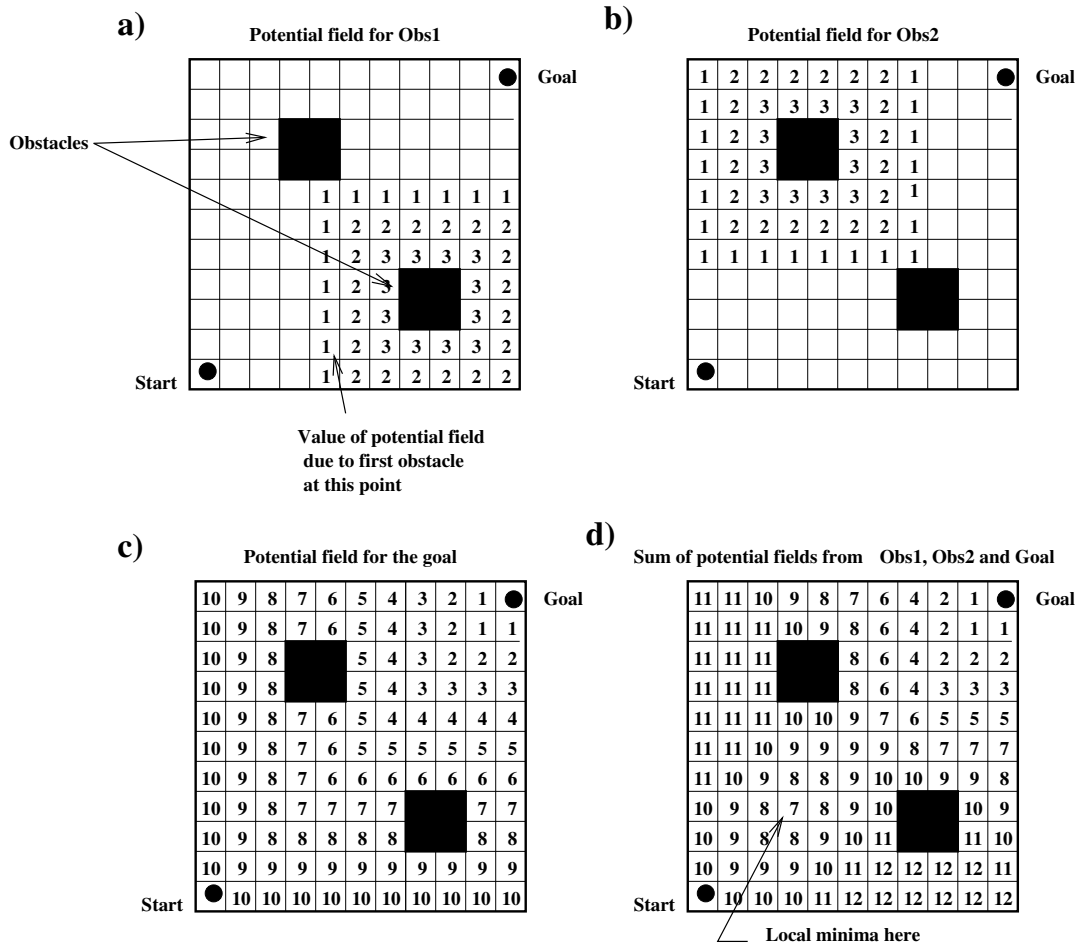 a)
Potential field for Obs1
Goal
Obstacles
1 1 1 1 1 1 1
1 2 2 2 2 2 2
1 2 3 3 3 3 2
1 2 3 3 2
1 2 3 3 2
1 2 3 3 3 3 2
1 2 2 2 2 2 2
Start
Value of potential field
due to first obstacle
at this point
b)
Potential field for Obs2
Goal
1 2 2 2 2 2 2 1
1 2 3 3 3 3 2 1
1 2 3 3 2 1
1 2 3 3 2 1
1 2 3 3 3 3 2 1
1 2 2 2 2 2 2 1
1 1 1 1 1 1 1 1
Start
c)
Potential field for the goal
Goal
10 9 8 7 6 5 4 3 2 1
10 9 8 7 6 5 4 3 2 1 1
10 9 8 5 4 3 2 2 2
10 9 8 5 4 3 3 3 3
10 9 8 7 6 5 4 4 4 4 4
10 9 8 7 6 5 5 5 5 5 5
10 9 8 7 6 6 6 6 6 6 6
10 9 8 7 7 7 7 7 7
10 9 8 8 8 8 8 8 8
10 9 9 9 9 9 9 9 9 9 9
10 10 10 10 10 10 10 10 10 10
Start
d)
Sum of potential fields from Obs1, Obs2 and Goal
Goal
11 11 10 9 8 7 6 4 2 1
11 11 11 10 9 8 6 4 2 1 1
11 11 11 8 6 4 2 2 2
11 11 11 8 6 4 3 3 3
11 11 11 10 10 9 7 6 5 5 5
11 11 10 9 9 9 9 8 7 7 7
11 10 9 8 8 9 10 10 9 9 8
10 9 8 7 8 9 10 10 9
10 9 8 8 9 10 11 11 10
10 9 9 9 10 11 12 12 12 12 11
10 10 10 11 12 12 12 12 12 12
Start
Local minima here